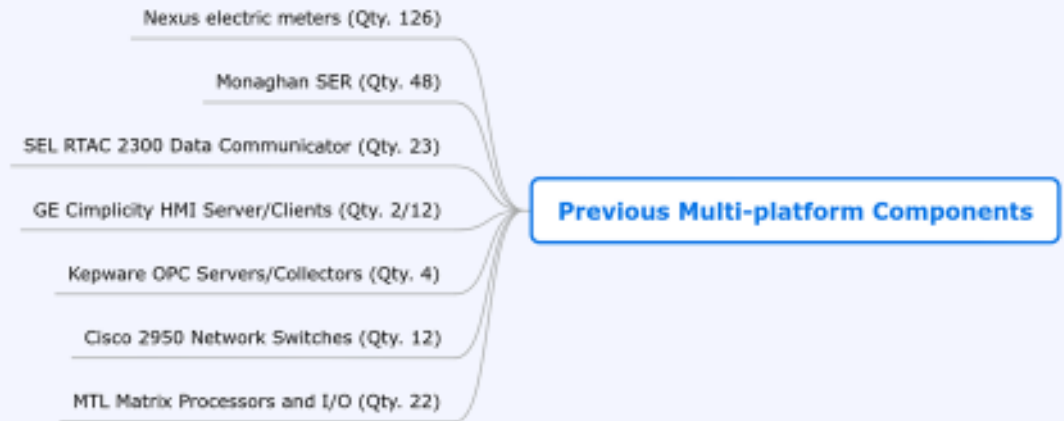 Nexus electric meters (Qty. 126)
Monaghan SER (Qty. 48)
SEL RTAC 2300 Data Communicator (Qty. 23)
GE Cimplicity HMI Server/Clients (Qty. 2/12)
Kepware OPC Servers/Collectors (Qty. 4)
Cisco 2950 Network Switches (Qty. 12)
MTL Matrix Processors and I/O (Qty. 22)
Previous Multi-platform Components